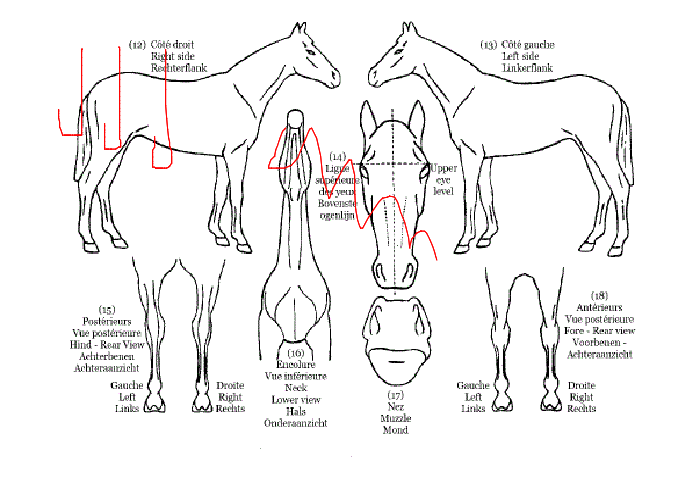 (12) Côté droit
Right side
Rechterflank
(13) Côté gauche
Left side
Linkerflank
(14)
Ligne
supérieure
des yeux
Bovenste
ogenlijn
Upper
eye
level
(15)
Postérieurs
Vue postérieure
Hind - Rear View
Achterbenen
Achteraanzicht
Gauche
Left
Links
Droite
Right
Rechts
(16)
Encolure
Vue inférieure
Neck
Lower view
Hals
Onderaanzicht
(17)
Nez
Muzzle
Mond
(18)
Antérieurs
Vue postérieure
Fore - Rear view
Voorbenen -
Achteraanzicht
Gauche
Left
Links
Droite
Right
Rechts